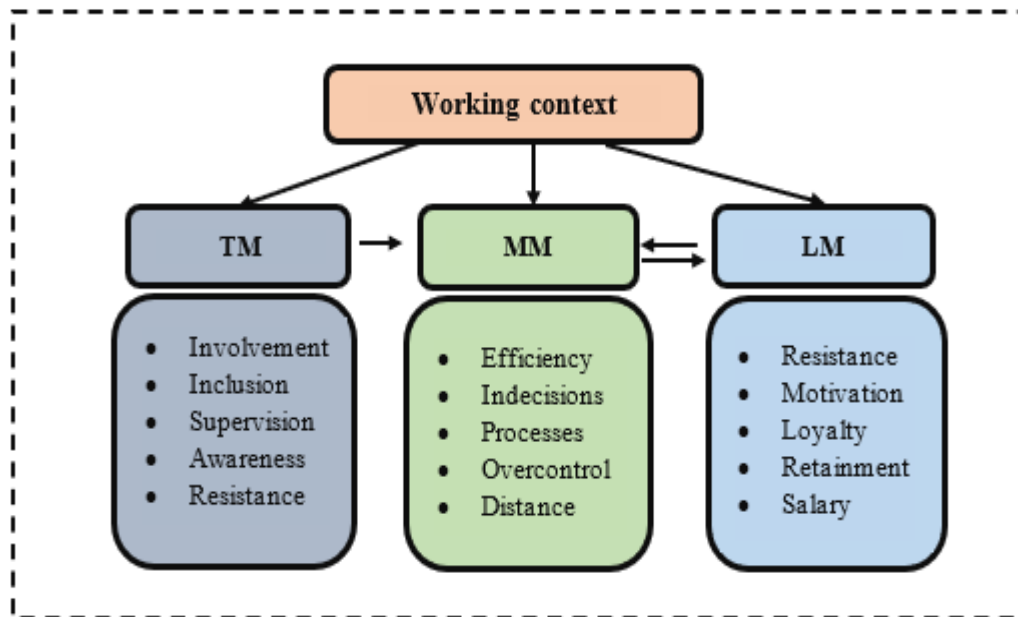 Working context
TM
MM
LM
Involvement
Inclusion
Supervision
Awareness
Resistance
Efficiency
Indecisions
Processes
Overcontrol
Distance
Resistance
Motivation
Loyalty
Retainment
Salary